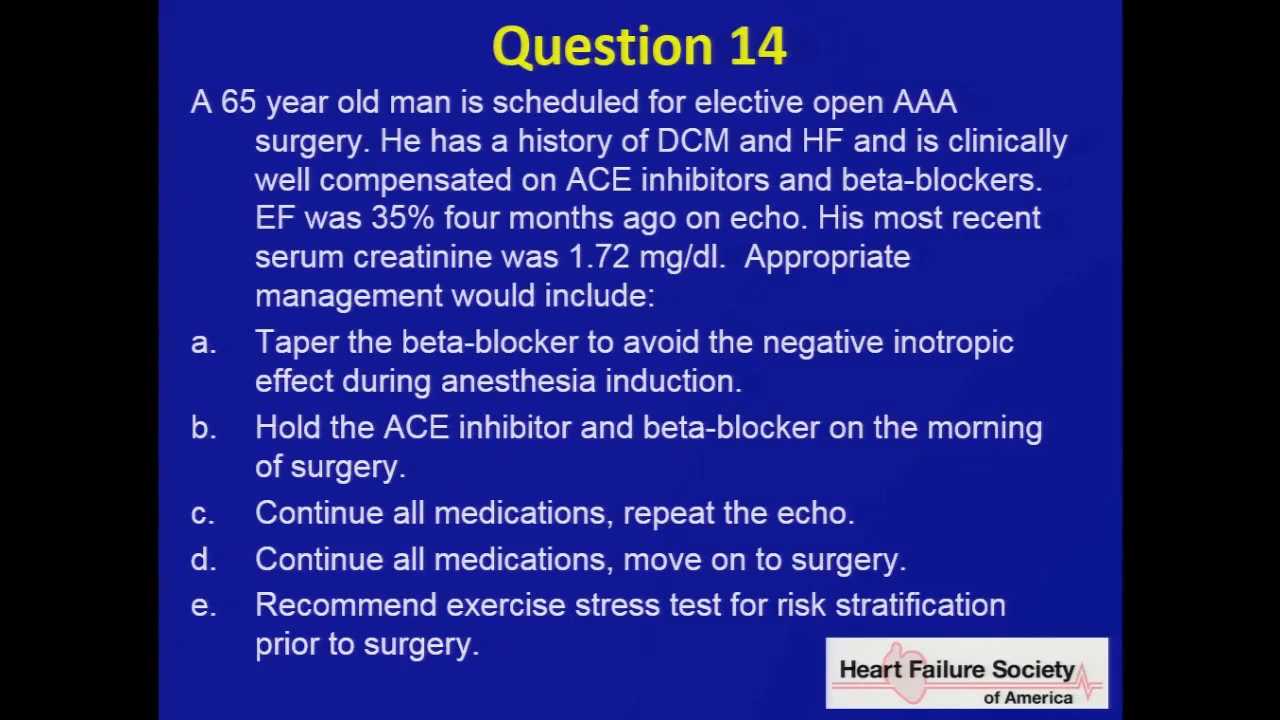 Question 14
A 65 year old man is scheduled for elective open AAA
surgery. He has a history of DCM and HF and is clinically
well compensated on ACE inhibitors and beta-blockers.
EF was 35% four months ago on echo. His most recent
serum creatinine was 1.72 mg/dl. Appropriate
management would include:
a. Taper the beta-blocker to avoid the negative inotropic
effect during anesthesia induction.
b. Hold the ACE inhibitor and beta-blocker on the morning
of surgery.
c. Continue all medications, repeat the echo.
d. Continue all medications, move on to surgery.
e. Recommend exercise stress test for risk stratification
prior to surgery.
Heart Failure Society
of America